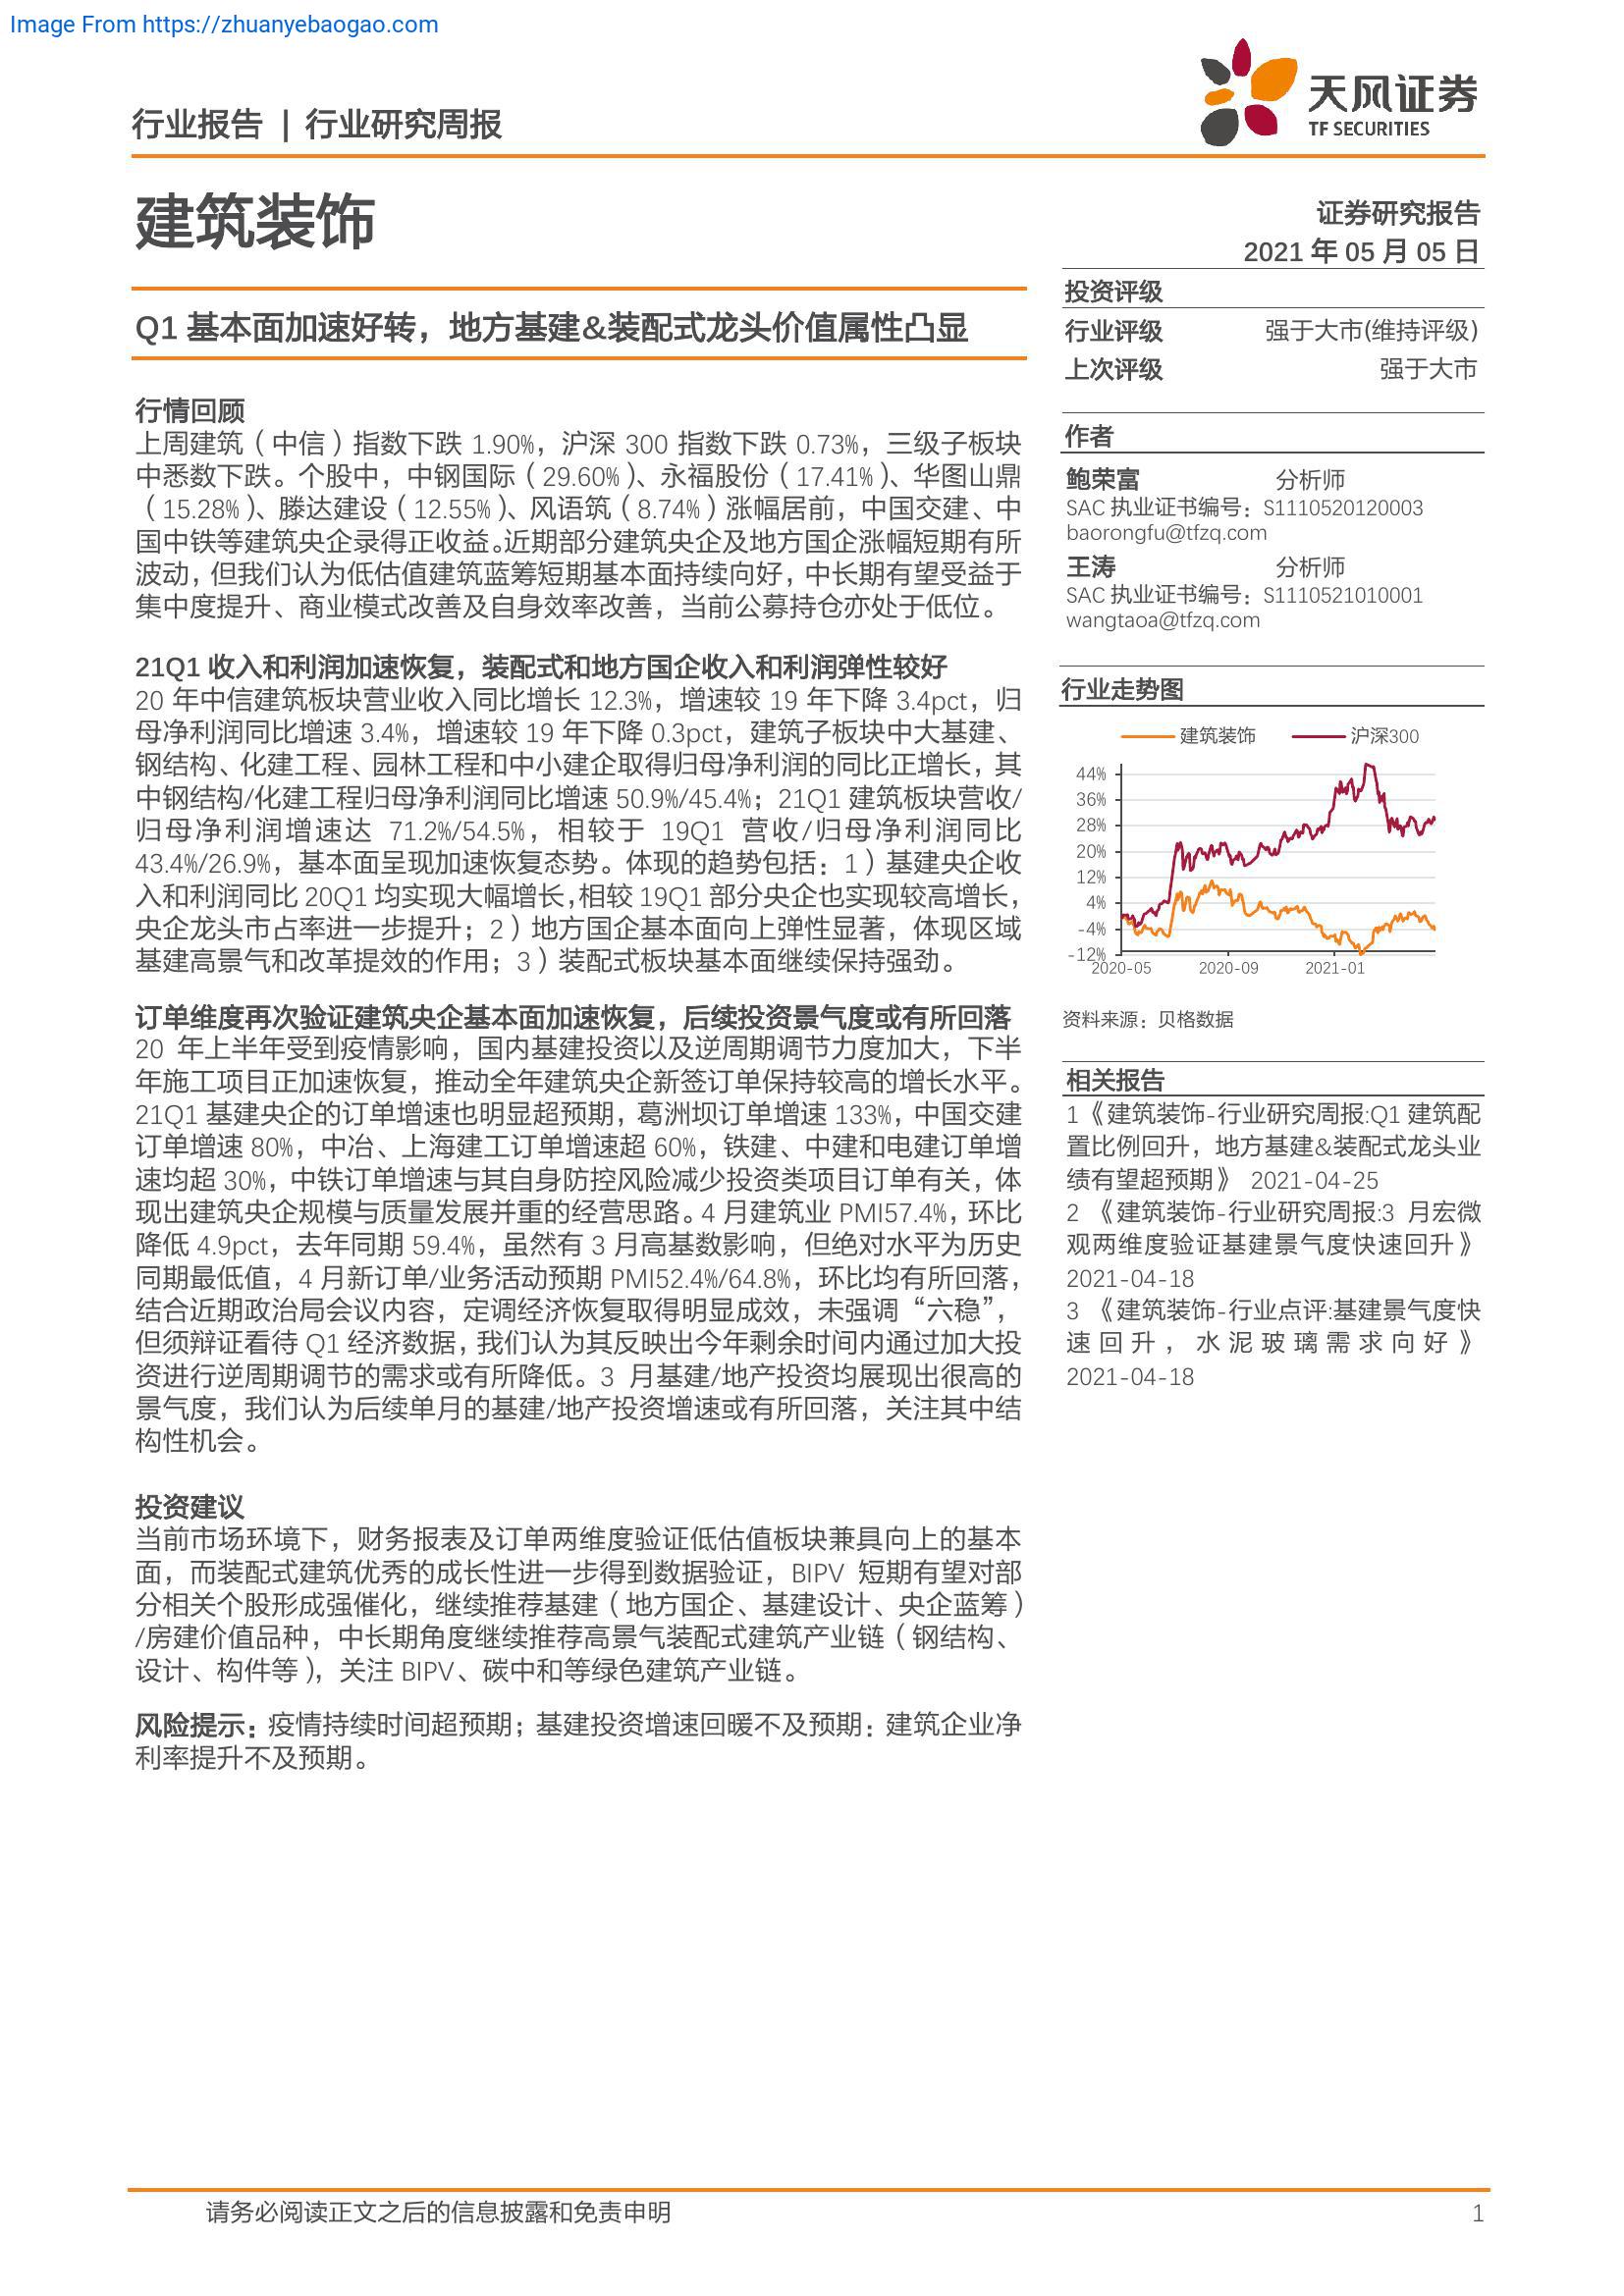 Image From https://zhuanyebaogao.com
行业报告 | 行业研究周报
天风证券
TF SECURITIES
建筑装饰
证券研究报告
2021 年 05 月 05 日
Q1 基本面加速好转，地方基建&装配式龙头价值属性凸显
行情回顾
上周建筑（中信）指数下跌 1.90%，沪深 300 指数下跌 0.73%，三级子板块
中悉数下跌。个股中，中钢国际（29.60%）、永福股份（17.41%）、华图山鼎
（15.28%）、滕达建设（12.55%）、风语筑（8.74%）涨幅居前，中国交建、中
国中铁等建筑央企录得正收益。近期部分建筑央企及地方国企涨幅短期有所
波动，但我们认为低估值建筑蓝筹短期基本面持续向好，中长期有望受益于
集中度提升、商业模式改善及自身效率改善，当前公募持仓亦处于低位。
21Q1 收入和利润加速恢复，装配式和地方国企收入和利润弹性较好
20 年中信建筑板块营业收入同比增长 12.3%，增速较 19 年下降 3.4pct，归
母净利润同比增速 3.4%，增速较 19 年下降 0.3pct，建筑子板块中大基建、
钢结构、化建工程、园林工程和中小建企取得归母净利润的同比正增长，其
中钢结构/化建工程归母净利润同比增速 50.9%/45.4%；21Q1 建筑板块营收/
归母净利润增速达 71.2%/54.5%，相较于 19Q1 营收/归母净利润同比
43.4%/26.9%，基本面呈现加速恢复态势。体现的趋势包括：1）基建央企收
入和利润同比 20Q1 均实现大幅增长，相较 19Q1 部分央企也实现较高增长，
央企龙头市占率进一步提升；2）地方国企基本面向上弹性显著，体现区域
基建高景气和改革提效的作用；3）装配式板块基本面继续保持强劲。
订单维度再次验证建筑央企基本面加速恢复，后续投资景气度或有所回落
20 年上半年受到疫情影响，国内基建投资以及逆周期调节力度加大，下半
年施工项目正加速恢复，推动全年建筑央企新签订单保持较高的增长水平。
21Q1 基建央企的订单增速也明显超预期，葛洲坝订单增速 133%，中国交建
订单增速 80%，中冶、上海建工订单增速超 60%，铁建、中建和电建订单增
速均超 30%，中铁订单增速与其自身防控风险减少投资类项目订单有关，体
现出建筑央企规模与质量发展并重的经营思路。4 月建筑业 PMI57.4%，环比
降低 4.9pct，去年同期 59.4%，虽然有 3 月高基数影响，但绝对水平为历史
同期最低值，4 月新订单/业务活动预期 PMI52.4%/64.8%，环比均有所回落，
结合近期政治局会议内容，定调经济恢复取得明显成效，未强调“六稳”，
但须辩证看待 Q1 经济数据，我们认为其反映出今年剩余时间内通过加大投
资进行逆周期调节的需求或有所降低。3 月基建/地产投资均展现出很高的
景气度，我们认为后续单月的基建/地产投资增速或有所回落，关注其中结
构性机会。
投资建议
当前市场环境下，财务报表及订单两维度验证低估值板块兼具向上的基本
面，而装配式建筑优秀的成长性进一步得到数据验证，BIPV 短期有望对部
分相关个股形成强催化，继续推荐基建（地方国企、基建设计、央企蓝筹）
/房建价值品种，中长期角度继续推荐高景气装配式建筑产业链（钢结构、
设计、构件等），关注 BIPV、碳中和等绿色建筑产业链。
风险提示：疫情持续时间超预期；基建投资增速回暖不及预期：建筑企业净
利率提升不及预期。
投资评级
行业评级 强于大市(维持评级)
上次评级 强于大市
作者
鲍荣富 分析师
SAC 执业证书编号：S1110520120003
baorongfu@tfzq.com
王涛 分析师
SAC 执业证书编号：S1110521010001
wangtaoa@tfzq.com
行业走势图
建筑装饰 沪深300
44%
36%
28%
20%
12%
4%
-4%
-12%
2020-05 2020-09 2021-01
资料来源：贝格数据
相关报告
1《建筑装饰-行业研究周报:Q1 建筑配
置比例回升，地方基建&装配式龙头业
绩有望超预期》 2021-04-25
2 《建筑装饰-行业研究周报:3 月宏微
观两维度验证基建景气度快速回升》
2021-04-18
3 《建筑装饰-行业点评:基建景气度快
速回升，水泥玻璃需求向好》
2021-04-18
请务必阅读正文之后的信息披露和免责申明 1